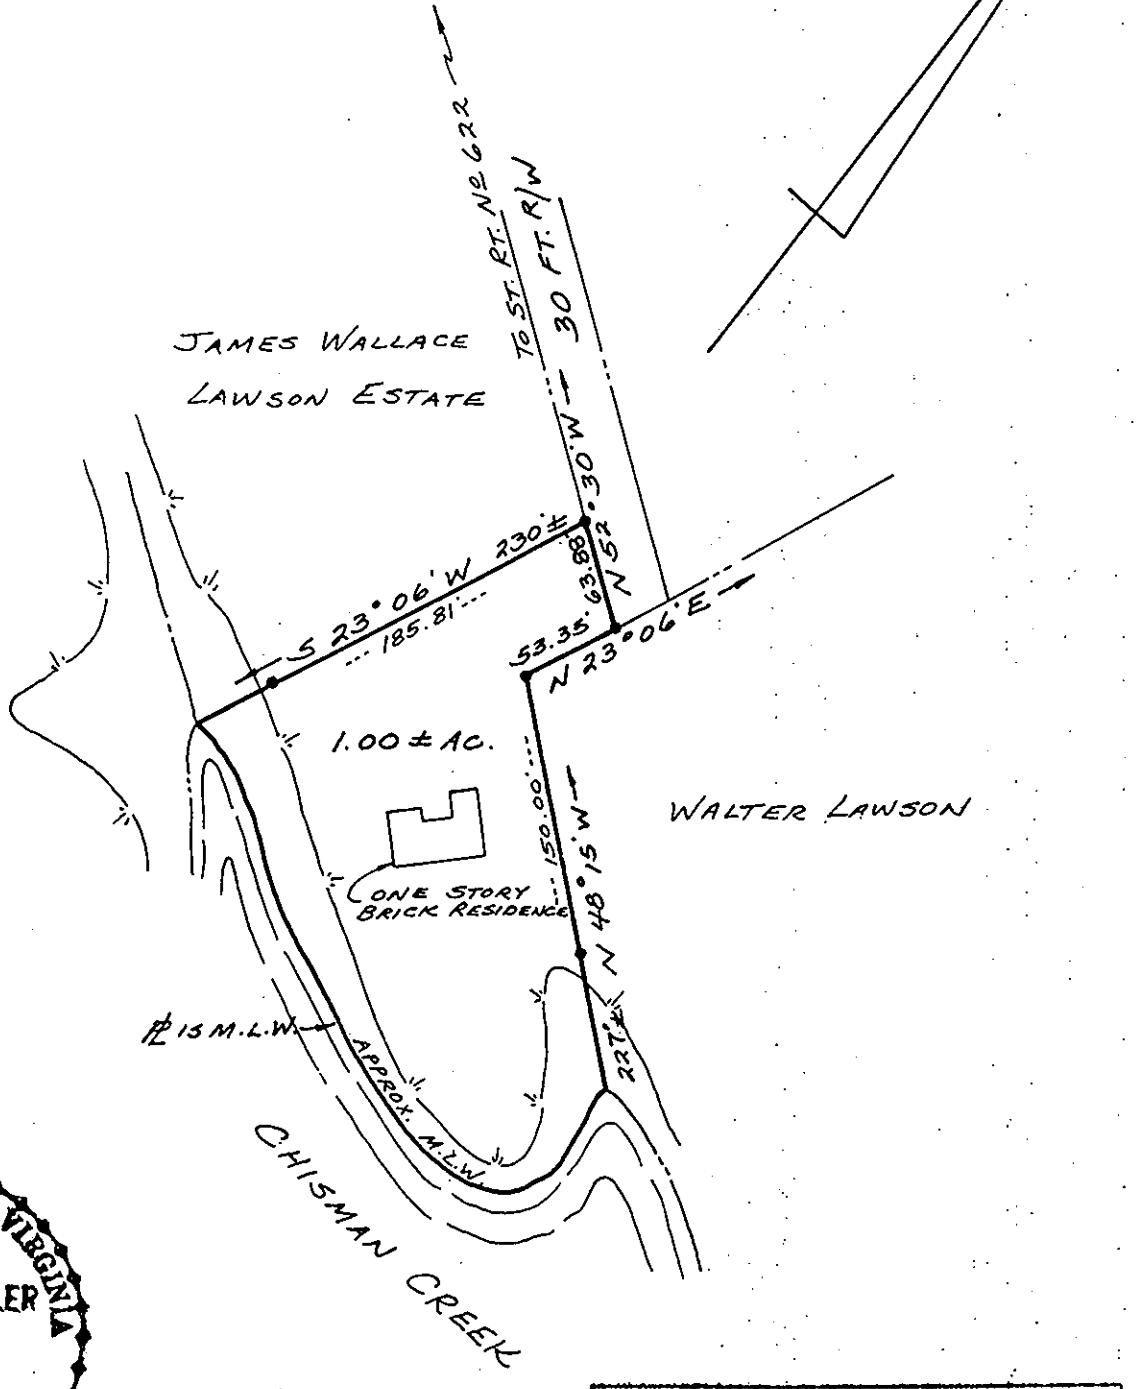 TO ST. RT. Nº 622
30 FT. R/W
JAMES WALLACE
LAWSON ESTATE
N 52° 30' W
63.88'
S 23° 06' W 230'±
185.81'
53.35'
N 23° 06' E
1.00 ± AC.
WALTER LAWSON
150.00'
N 48° 15' W
227'±
ONE STORY
BRICK RESIDENCE
PL IS M.L.W.
APPROX. M.L.W.
CHISMAN CREEK
VIRGINIA
ER